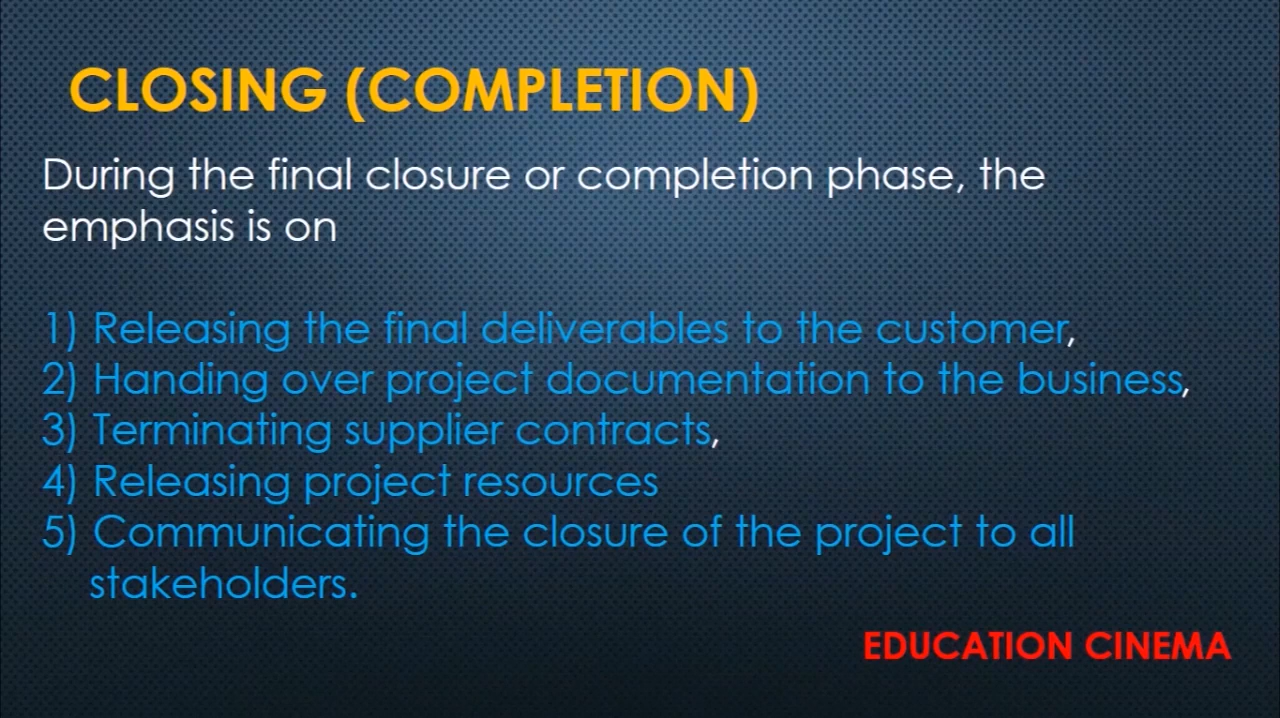 CLOSING (COMPLETION)
During the final closure or completion phase, the
emphasis is on
1) Releasing the final deliverables to the customer,
2) Handing over project documentation to the business,
3) Terminating supplier contracts,
4) Releasing project resources
5) Communicating the closure of the project to all
stakeholders.
EDUCATION CINEMA